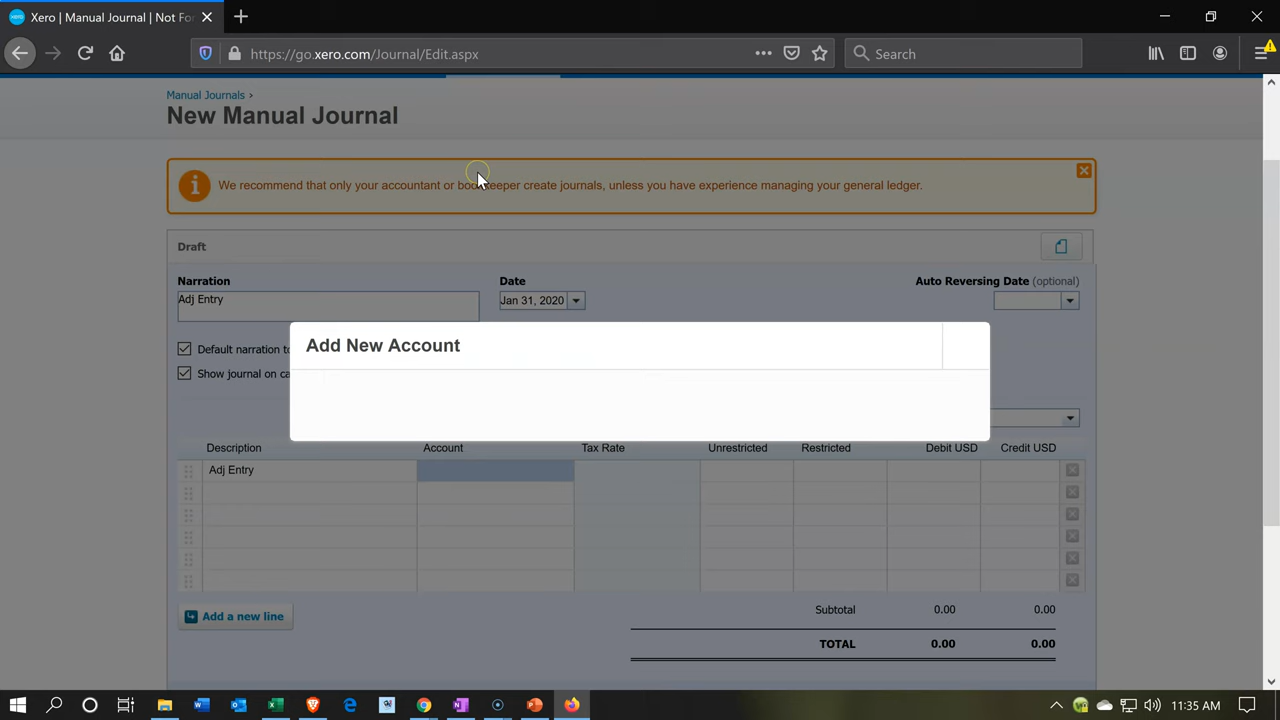 Xero | Manual Journal | Not For
https://go.xero.com/Journal/Edit.aspx
Search
Manual Journals >
New Manual Journal
We recommend that only your accountant or bookkeeper create journals, unless you have experience managing your general ledger.
Draft
Narration
Date
Auto Reversing Date (optional)
Adj Entry
Jan 31, 2020
Add New Account
Default narration to
Show journal on ca
Description Account Tax Rate Unrestricted Restricted Debit USD Credit USD
Adj Entry
Add a new line
Subtotal 0.00 0.00
TOTAL 0.00 0.00
11:35 AM